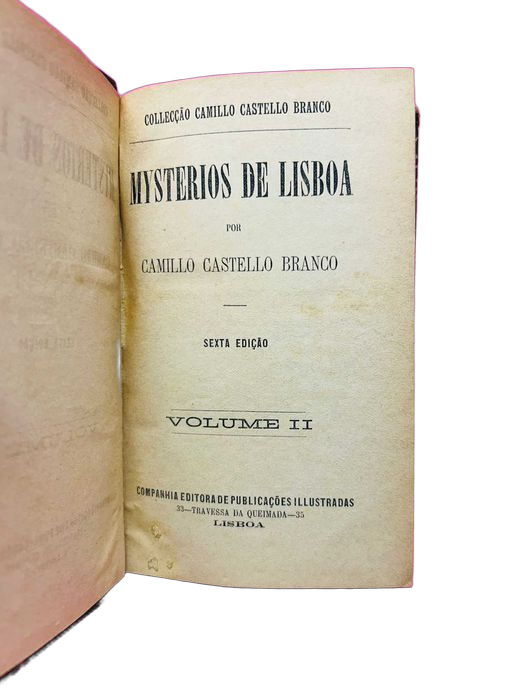 COLLECÇÃO CAMILLO CASTELLO BRANCO
MYSTERIOS DE LISBOA
POR
CAMILLO CASTELLO BRANCO
SEXTA EDIÇÃO
VOLUME II
COMPANHIA EDITORA DE PUBLICAÇÕES ILLUSTRADAS
33—TRAVESSA DA QUEIMADA—35
LISBOA